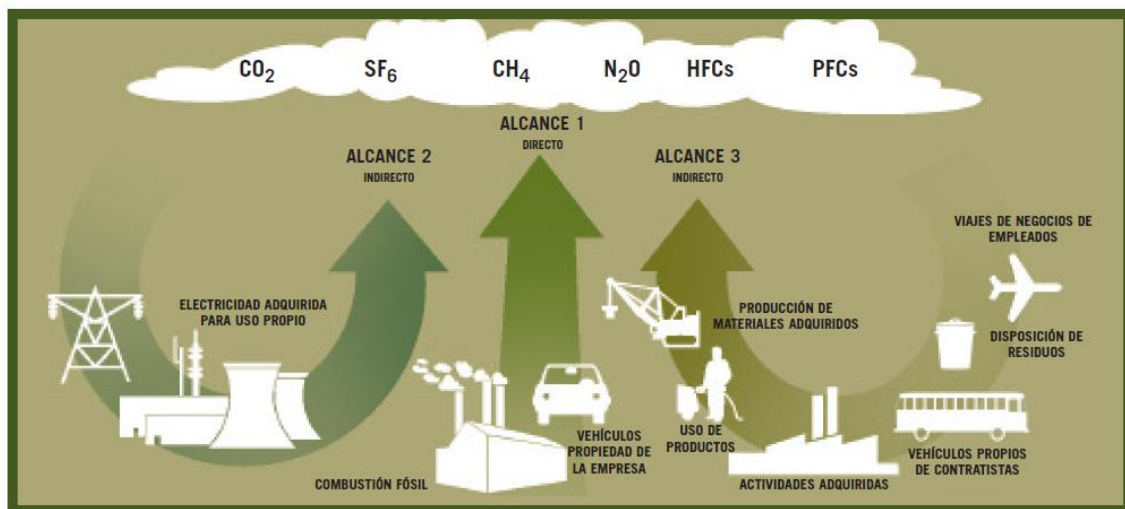 CO2
SF6
CH4
N2O
HFCs
PFCs
ALCANCE 1
DIRECTO
ALCANCE 2
INDIRECTO
ALCANCE 3
INDIRECTO
VIAJES DE NEGOCIOS DE
EMPLEADOS
ELECTRICIDAD ADQUIRIDA
PARA USO PROPIO
PRODUCCIÓN DE
MATERIALES ADQUIRIDOS
DISPOSICIÓN DE
RESIDUOS
VEHÍCULOS
PROPIEDAD DE
LA EMPRESA
USO DE
PRODUCTOS
VEHÍCULOS PROPIOS
DE CONTRATISTAS
COMBUSTIÓN FÓSIL
ACTIVIDADES ADQUIRIDAS